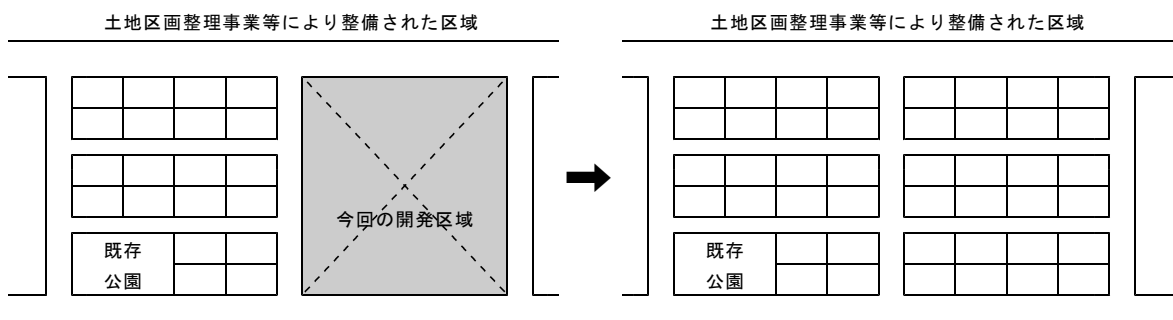 土地区画整理事業等により整備された区域
土地区画整理事業等により整備された区域
今回の開発区域
既存
公園
既存
公園